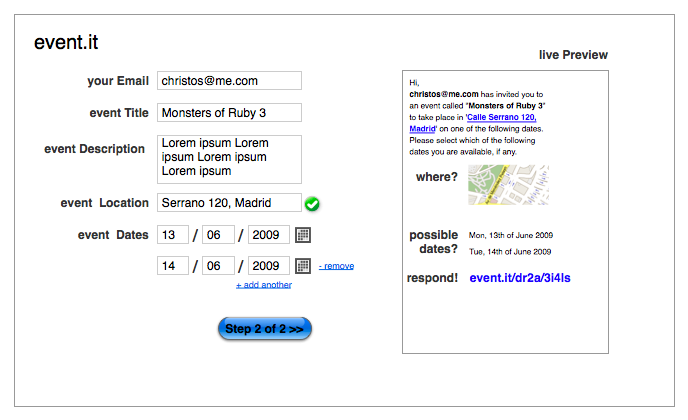 event.it
live Preview
your Email christos@me.com
event Title Monsters of Ruby 3
event Description Lorem ipsum Lorem
ipsum Lorem ipsum
Lorem ipsum
event Location Serrano 120, Madrid
event Dates 13 / 06 / 2009
14 / 06 / 2009 - remove
+ add another
Step 2 of 2 >>
Hi,
christos@me.com has invited you to
an event called "Monsters of Ruby 3"
to take place in 'Calle Serrano 120,
Madrid' on one of the following dates.
Please select which of the following
dates you are available, if any.
where?
possible
dates?
Mon, 13th of June 2009
Tue, 14th of June 2009
respond! event.it/dr2a/3i4ls